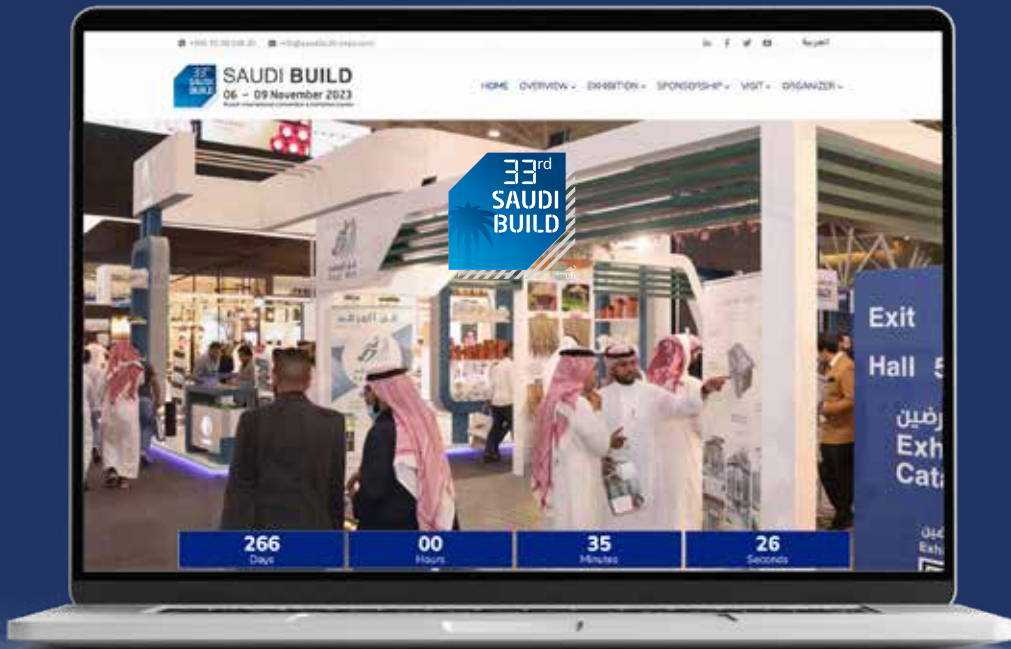 العربية
33rd
SAUDI
BUILD
SAUDI BUILD
06 – 09 November 2023
HOME OVERVIEW EXHIBITION SPONSORSHIP VISIT ORGANIZER
33rd
SAUDI
BUILD
Exit
Hall 5
Exh
Cat
266
Days
00
Hours
35
Minutes
26
Seconds